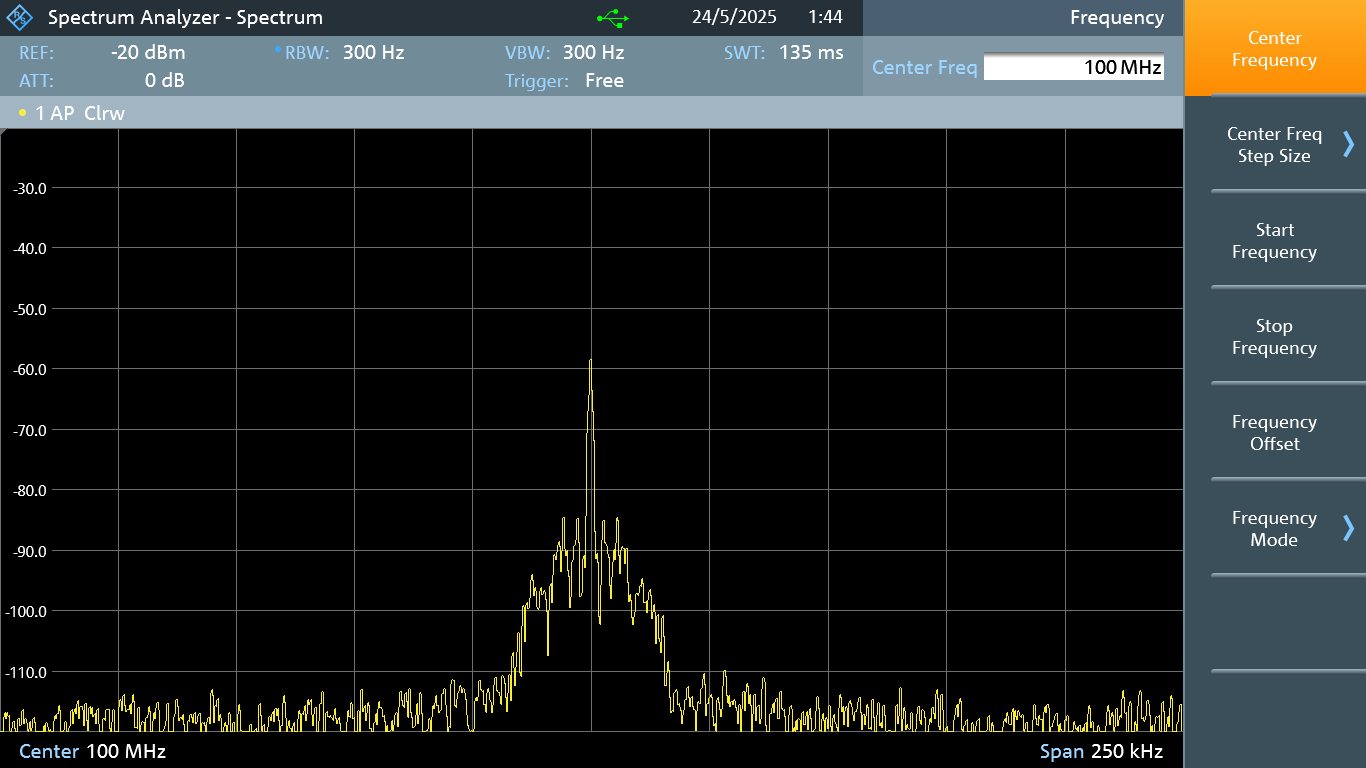 Spectrum Analyzer - Spectrum 24/5/2025 1:44 Frequency
REF: -20 dBm RBW: 300 Hz VBW: 300 Hz SWT: 135 ms
ATT: 0 dB Trigger: Free
Center Freq 100 MHz
1 AP Clrw
-30.0
-40.0
-50.0
-60.0
-70.0
-80.0
-90.0
-100.0
-110.0
Center 100 MHz Span 250 kHz
Center
Frequency
Center Freq
Step Size
Start
Frequency
Stop
Frequency
Frequency
Offset
Frequency
Mode